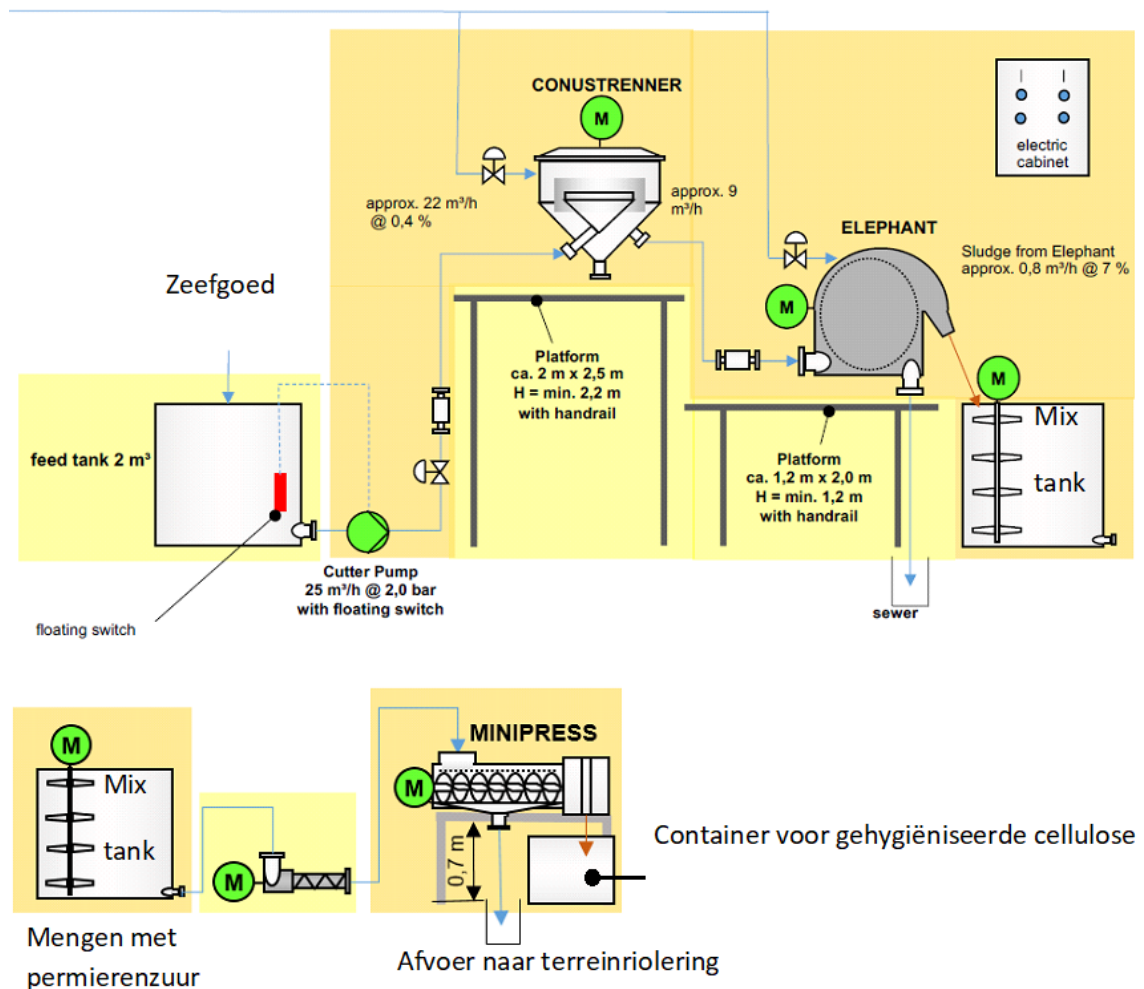 CONUSTRENNER
M
electric
cabinet
approx. 22 m³/h
@ 0,4 %
approx. 9
m³/h
ELEPHANT
Sludge from Elephant
approx. 0,8 m³/h @ 7 %
Zeefgoed
M
Platform
ca. 2 m x 2,5 m
H = min. 2,2 m
with handrail
M
Mix
tank
feed tank 2 m³
Platform
ca. 1,2 m x 2,0 m
H = min. 1,2 m
with handrail
Cutter Pump
25 m³/h @ 2,0 bar
with floating switch
sewer
floating switch
MINIPRESS
M
Mix
tank
M
M
0,7 m
Container voor gehygiëniseerde cellulose
Mengen met
permierenzuur
Afvoer naar terreinriolering